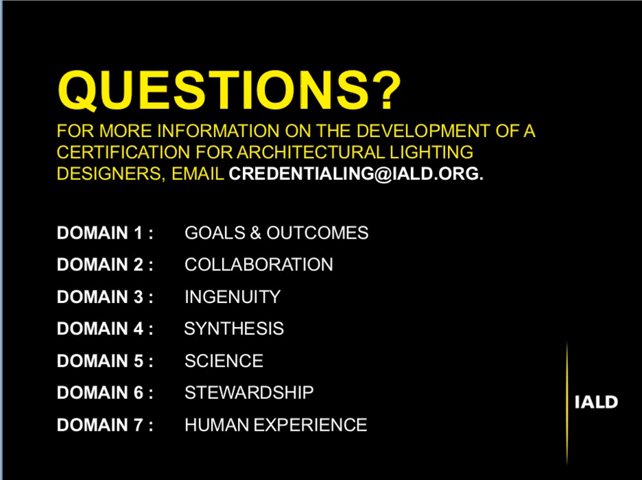 QUESTIONS?
FOR MORE INFORMATION ON THE DEVELOPMENT OF A
CERTIFICATION FOR ARCHITECTURAL LIGHTING
DESIGNERS, EMAIL CREDENTIALING@IALD.ORG.
DOMAIN 1 : GOALS & OUTCOMES
DOMAIN 2 : COLLABORATION
DOMAIN 3 : INGENUITY
DOMAIN 4 : SYNTHESIS
DOMAIN 5 : SCIENCE
DOMAIN 6 : STEWARDSHIP
DOMAIN 7 : HUMAN EXPERIENCE
IALD